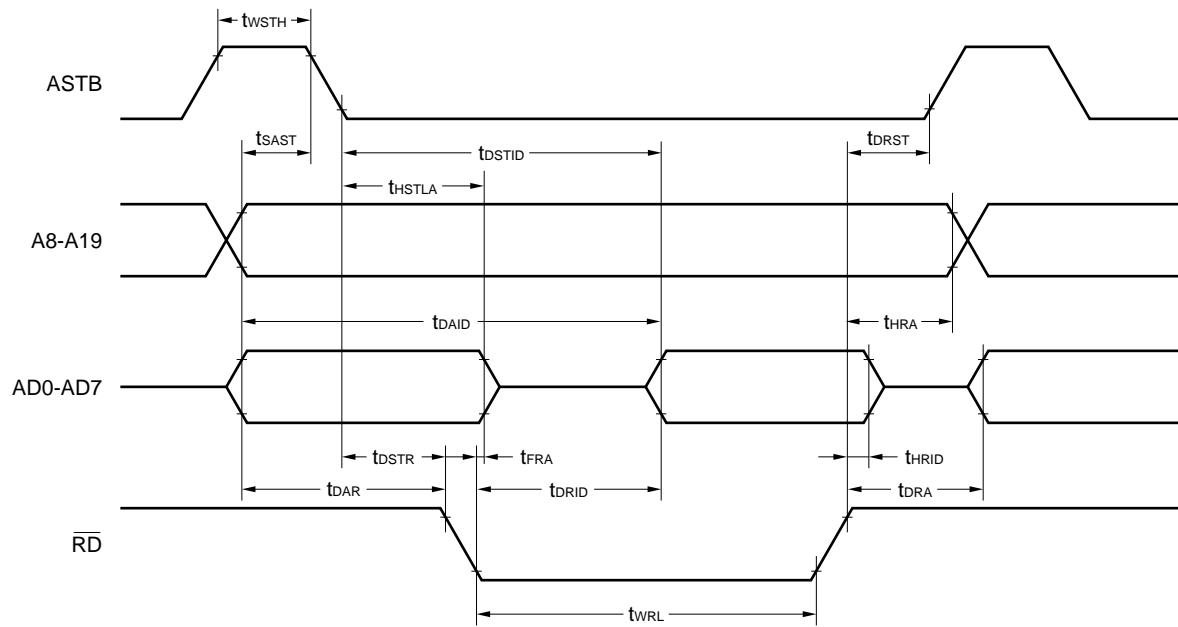 tWSTH
ASTB
tSAST
tDSTID
tDRST
tHSTLA
A8-A19
tDAID
tHRA
AD0-AD7
tDSTR
tFRA
tHRID
tDAR
tDRID
tDRA
RD
tWRL